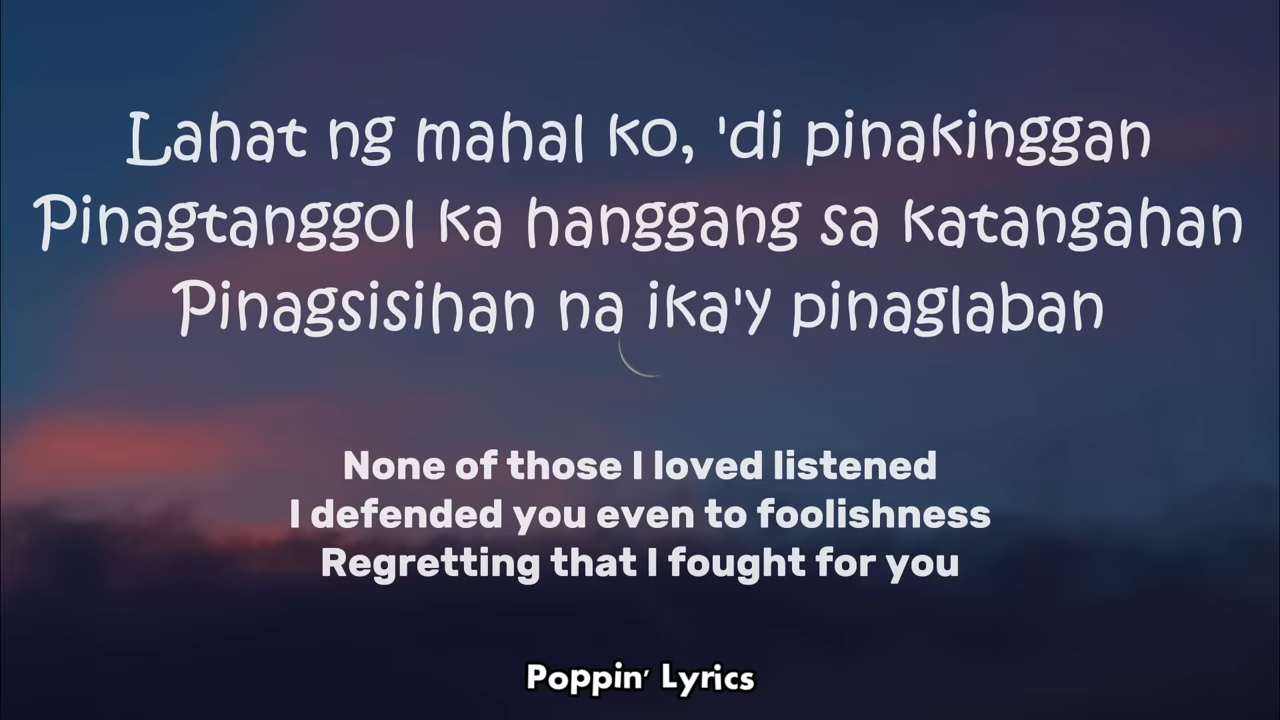 Lahat ng mahal ko, 'di pinakinggan
Pinagtanggol ka hanggang sa katangahan
Pinagsisihan na ika'y pinaglaban
None of those I loved listened
I defended you even to foolishness
Regretting that I fought for you
Poppin' Lyrics